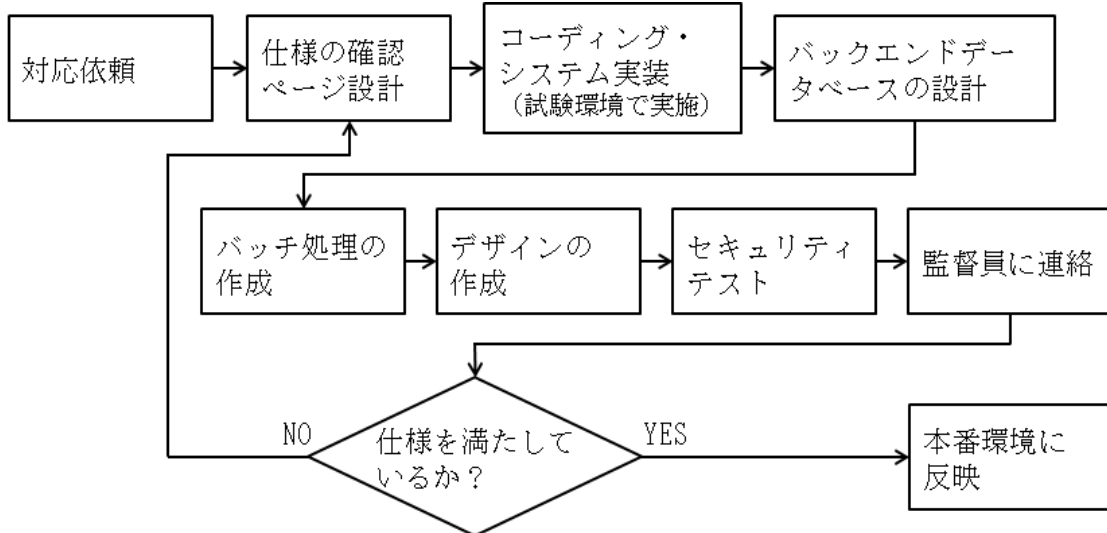 対応依頼
仕様の確認
ページ設計
コーディング・
システム実装
（試験環境で実施）
バックエンドデー
タベースの設計
バッチ処理の
作成
デザインの
作成
セキュリティ
テスト
監督員に連絡
仕様を満たして
いるか？
NO
YES
本番環境に
反映